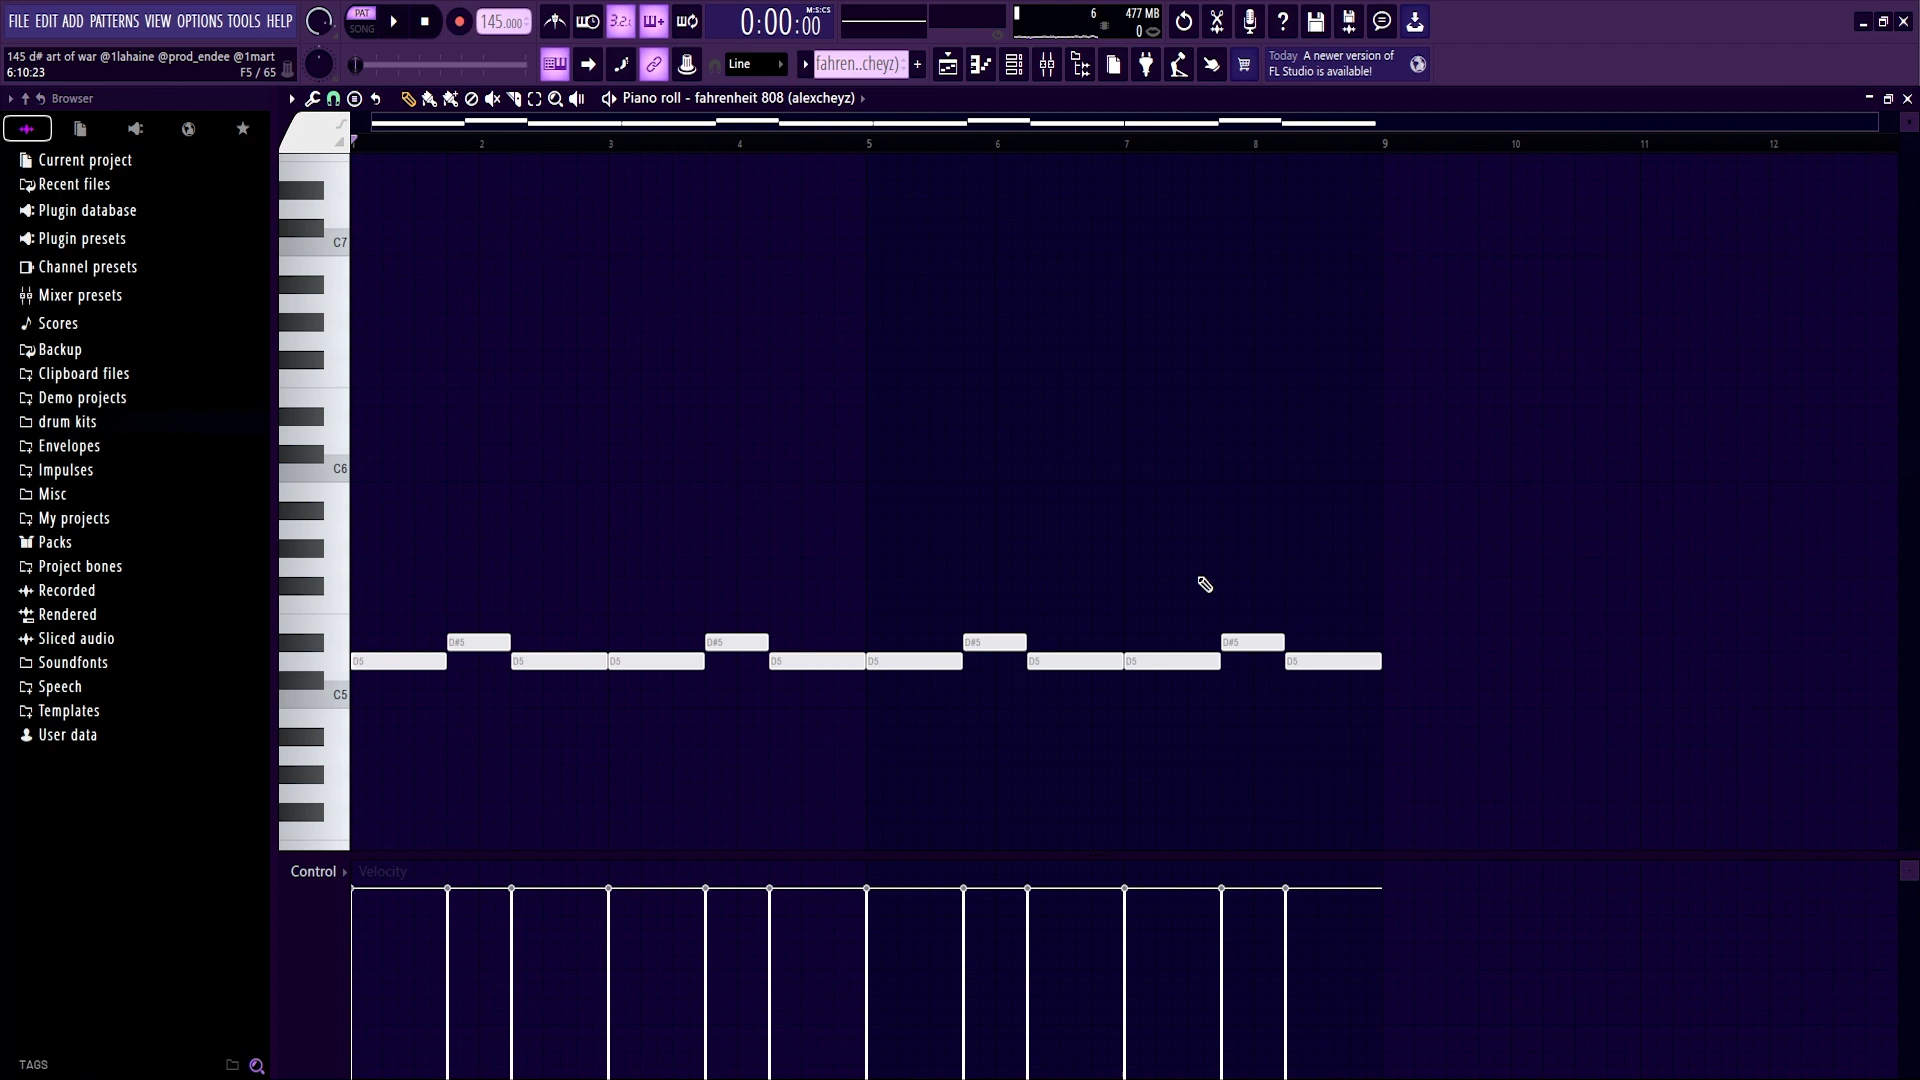 FILE EDIT ADD PATTERNS VIEW OPTIONS TOOLS HELP
PAT
SONG
145.000
3.2.
0:00:00
M:S:CS
6
477 MB
0
145 d# art of war @1lahaine @prod_endee @1mart
6:10:23
F5 / 65
Line
fahren..cheyz)
+
Today A newer version of
FL Studio is available!
Browser
Piano roll - fahrenheit 808 (alexcheyz)
Current project
Recent files
Plugin database
Plugin presets
Channel presets
Mixer presets
Scores
Backup
Clipboard files
Demo projects
drum kits
Envelopes
Impulses
Misc
My projects
Packs
Project bones
Recorded
Rendered
Sliced audio
Soundfonts
Speech
Templates
User data
TAGS
2 3 4 5 6 7 8 9 10 11 12
C7
C6
C5
D#5 D#5 D#5 D#5
D5 D5 D5 D5 D5 D5 D5 D5
Control
Velocity